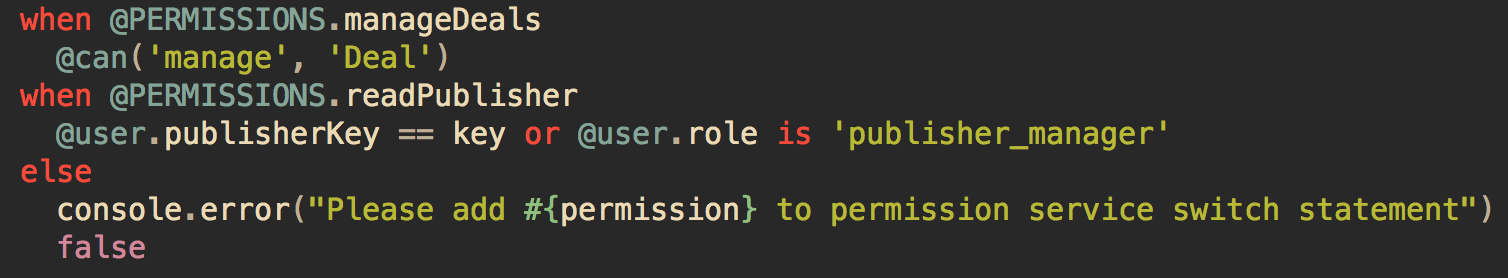 when @PERMISSIONS.manageDeals
  @can('manage', 'Deal')
when @PERMISSIONS.readPublisher
  @user.publisherKey == key or @user.role is 'publisher_manager'
else
  console.error("Please add #{permission} to permission service switch statement")
  false